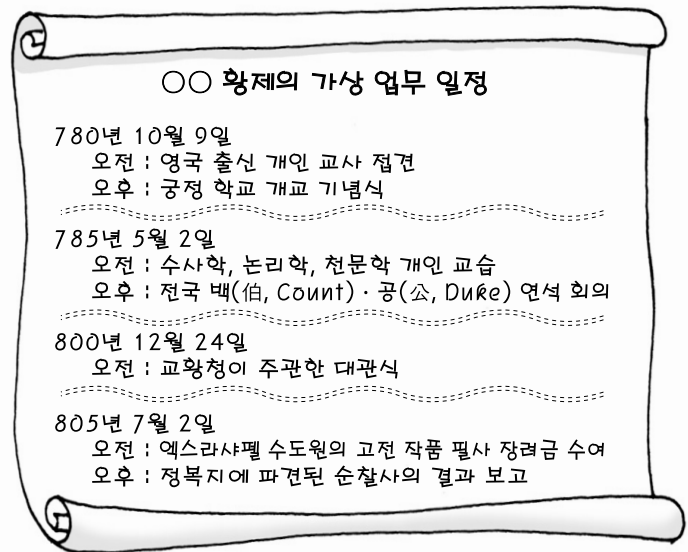 ○○ 황제의 가상 업무 일정
780년 10월 9일
오전 : 영국 출신 개인 교사 접견
오후 : 궁정 학교 개교 기념식
785년 5월 2일
오전 : 수사학, 논리학, 천문학 개인 교습
오후 : 전국 백(伯, Count) · 공(公, Duke) 연석 회의
800년 12월 24일
오전 : 교황청이 주관한 대관식
805년 7월 2일
오전 : 엑스라샤펠 수도원의 고전 작품 필사 장려금 수여
오후 : 정복지에 파견된 순찰사의 결과 보고